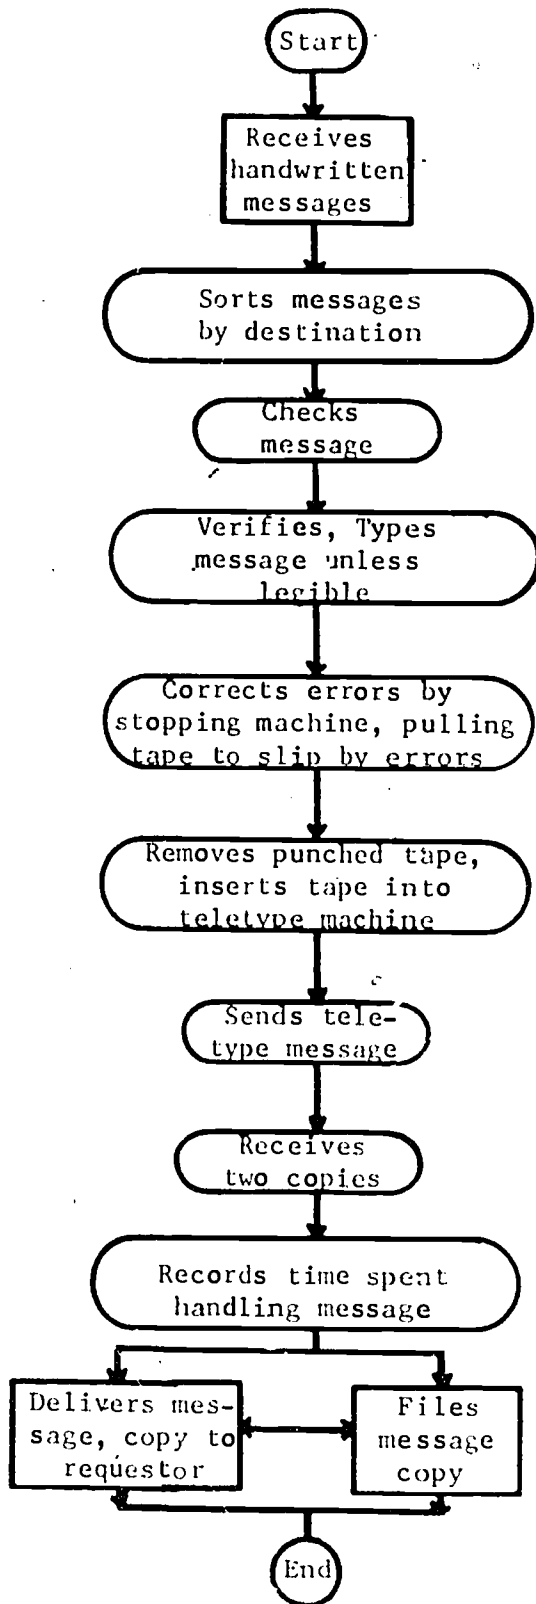 Start
Receives
handwritten
messages
Sorts messages
by destination
Checks
message
Verifies, Types
message unless
legible
Corrects errors by
stopping machine, pulling
tape to slip by errors
Removes punched tape,
inserts tape into
teletype machine
Sends tele-
type message
Receives
two copies
Records time spent
handling message
Delivers mes-
sage, copy to
requestor
Files
message
copy
End